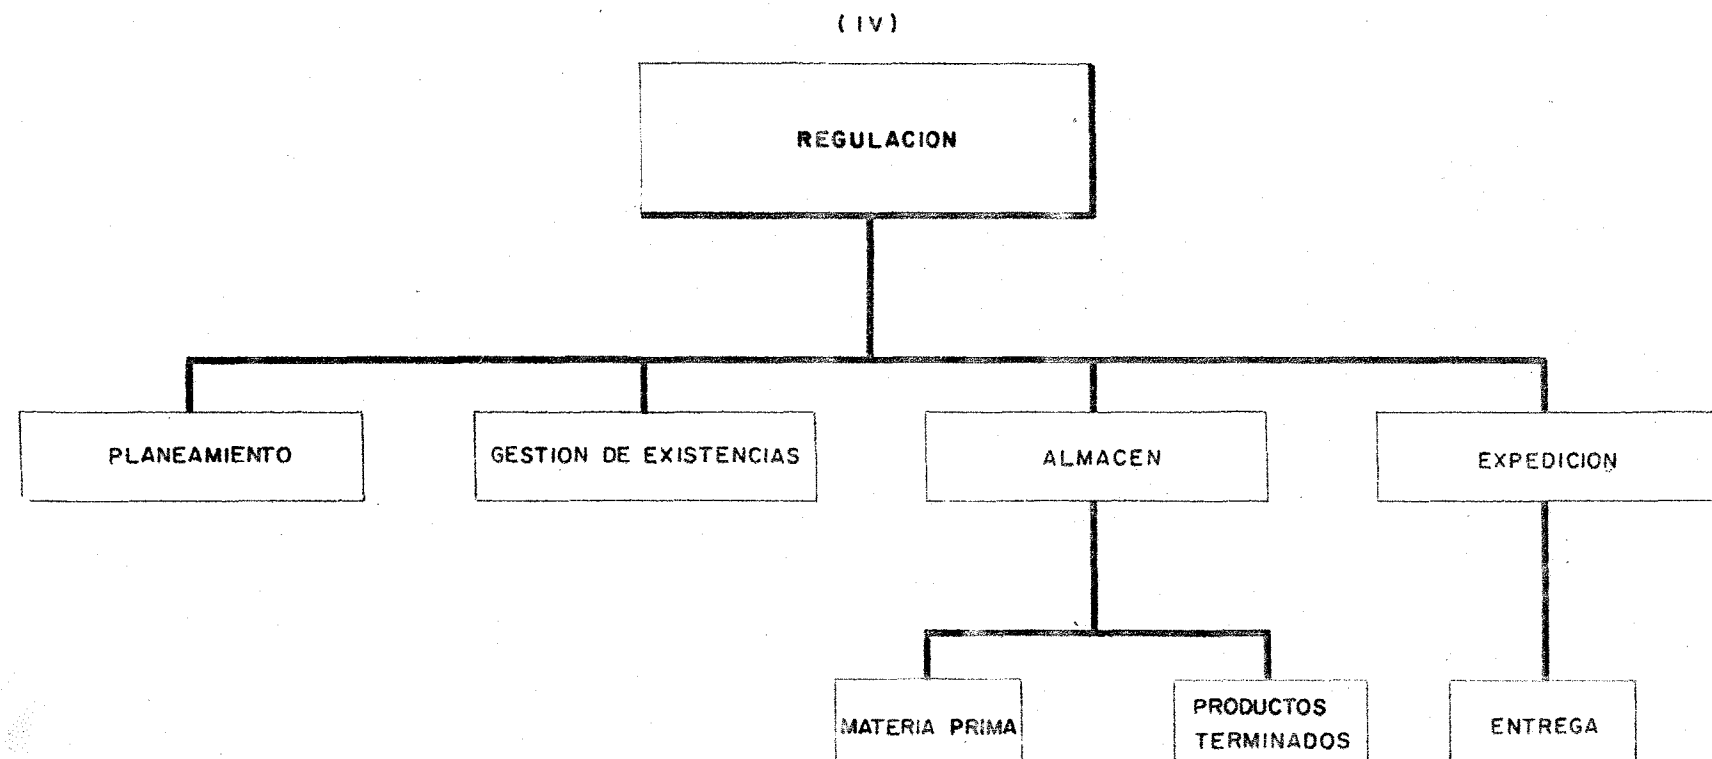 (IV)
REGULACION
PLANEAMIENTO
GESTION DE EXISTENCIAS
ALMACEN
EXPEDICION
MATERIA PRIMA
PRODUCTOS
TERMINADOS
ENTREGA